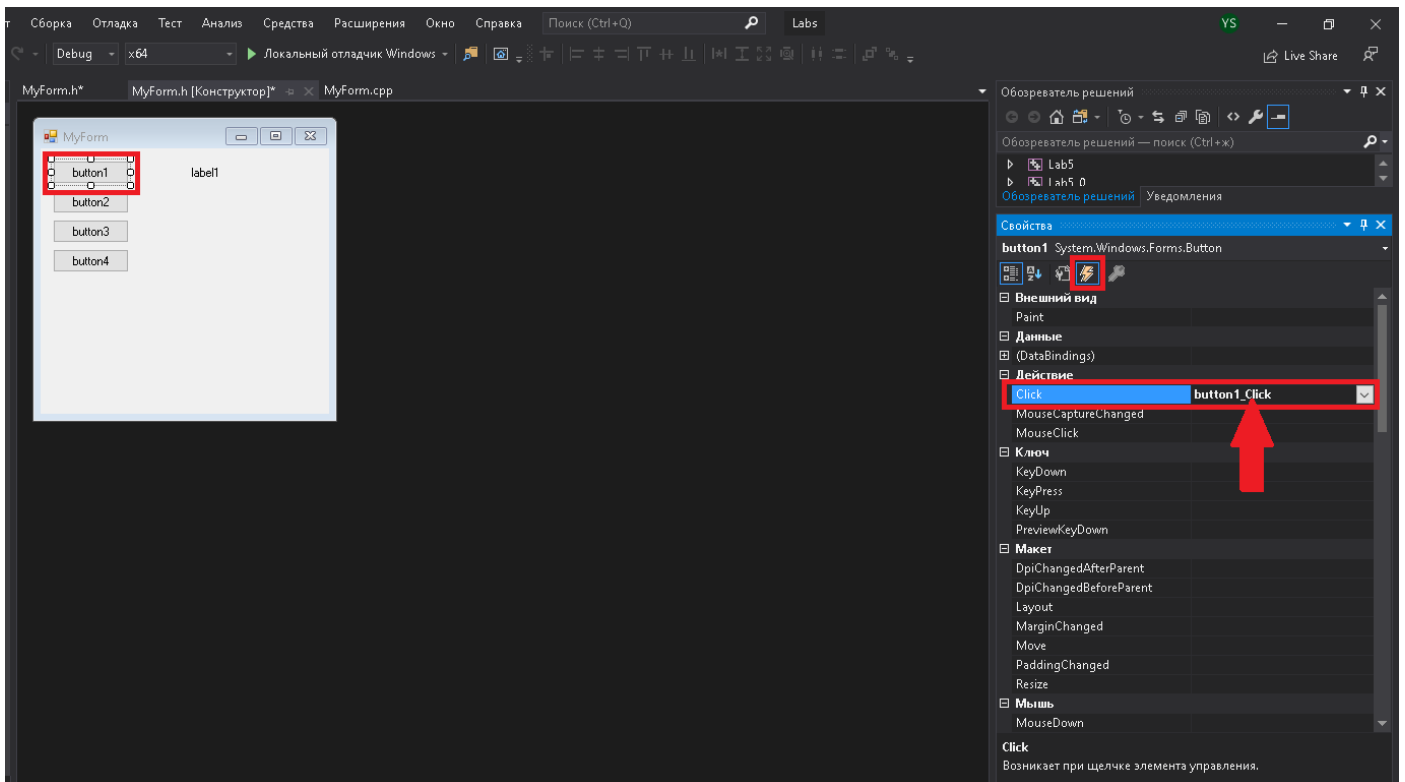 т Сборка Отладка Тест Анализ Средства Расширения Окно Справка Поиск (Ctrl+Q) Labs YS
Debug x64 Локальный отладчик Windows Live Share
MyForm.h* MyForm.h [Конструктор]* MyForm.cpp
MyForm
button1 label1
button2
button3
button4
Обозреватель решений
Обозреватель решений — поиск (Ctrl+ж)
Lab5
Lab5_0
Обозреватель решений Уведомления
Свойства
button1 System.Windows.Forms.Button
Внешний вид
Paint
Данные
(DataBindings)
Действие
Click button1_Click
MouseCaptureChanged
MouseClick
Ключ
KeyDown
KeyPress
KeyUp
PreviewKeyDown
Макет
DpiChangedAfterParent
DpiChangedBeforeParent
Layout
MarginChanged
Move
PaddingChanged
Resize
Мышь
MouseDown
Click
Возникает при щелчке элемента управления.